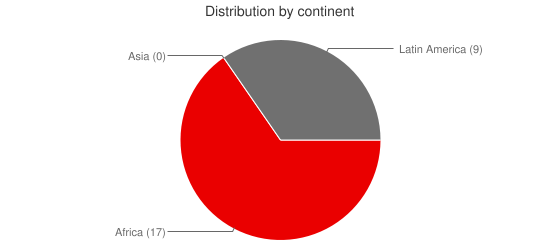 Distribution by continent
Latin America (9)
Asia (0)
Africa (17)